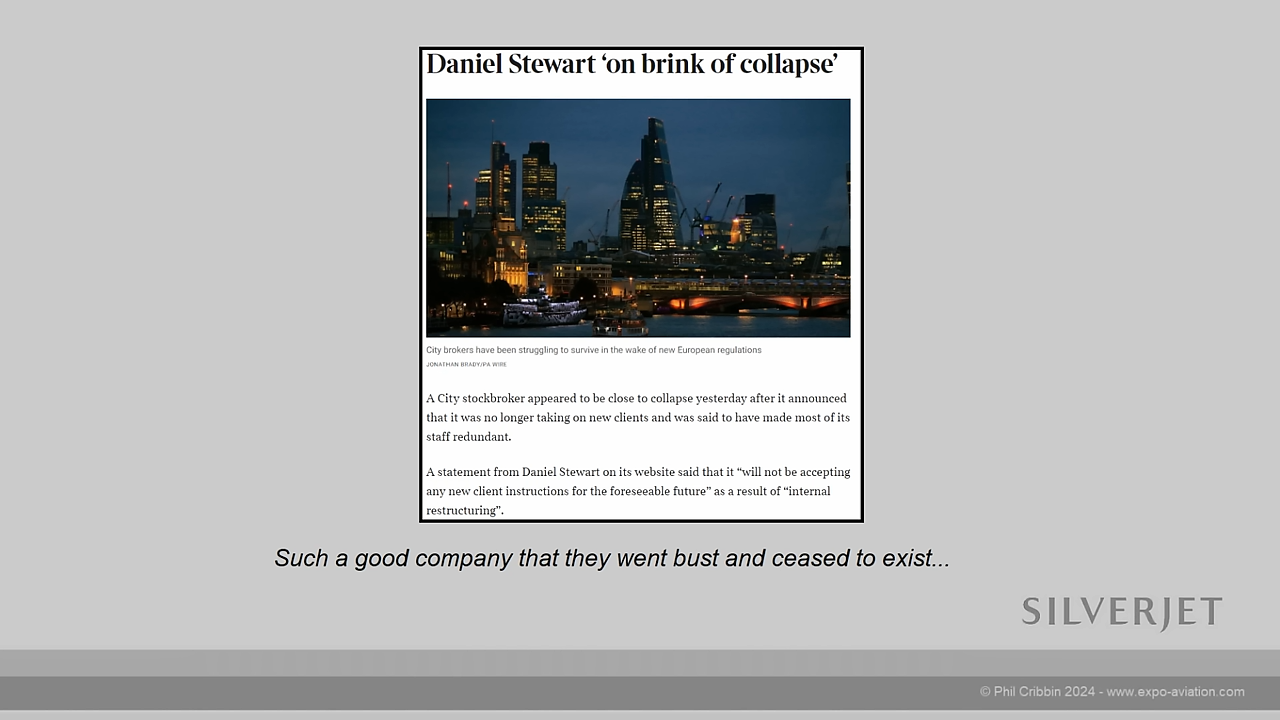 Daniel Stewart ‘on brink of collapse’
City brokers have been struggling to survive in the wake of new European regulations
JONATHAN BRADY/PA WIRE
A City stockbroker appeared to be close to collapse yesterday after it announced
that it was no longer taking on new clients and was said to have made most of its
staff redundant.
A statement from Daniel Stewart on its website said that it “will not be accepting
any new client instructions for the foreseeable future” as a result of “internal
restructuring”.
Such a good company that they went bust and ceased to exist...
SILVERJET
© Phil Cribbin 2024 - www.expo-aviation.com